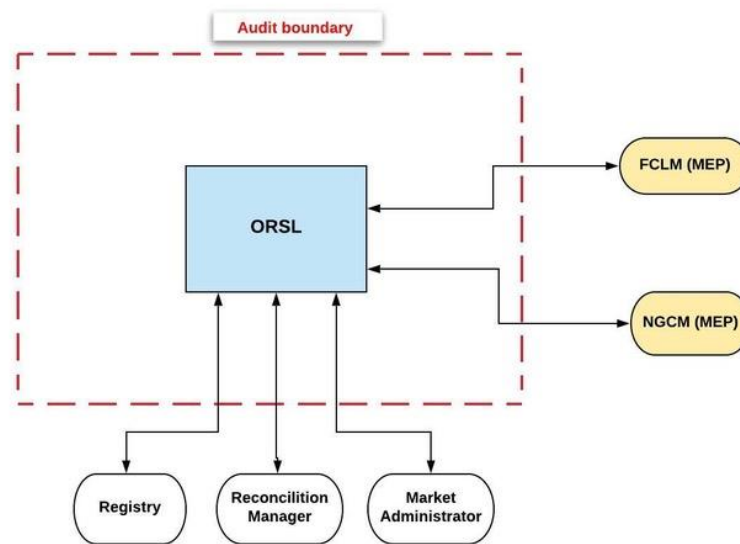 Audit boundary
FCLM (MEP)
ORSL
NGCM (MEP)
Registry
Reconcilition
Manager
Market
Administrator